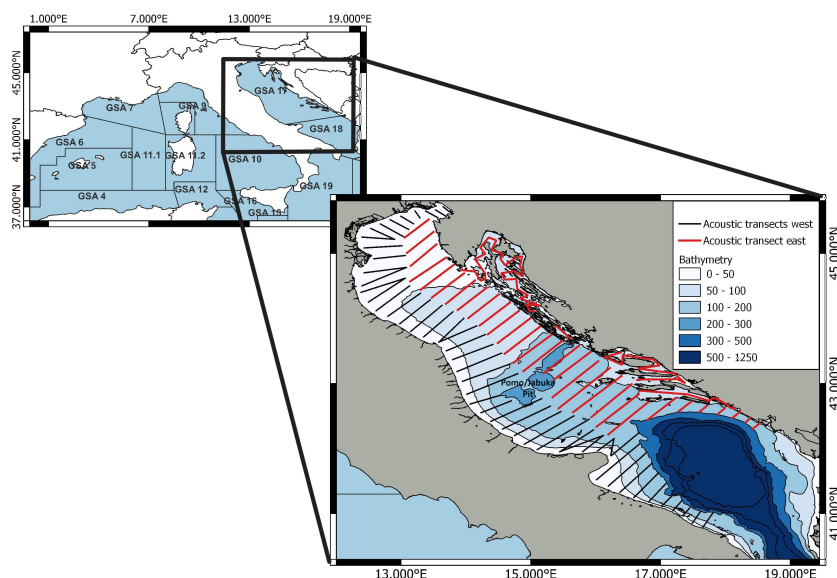 1.000°E 7.000°E 13.000°E 19.000°E
45.000°N
41.000°N
37.000°N
GSA 17
GSA 7
GSA 9
GSA 18
GSA 6
GSA 11.1
GSA 11.2
GSA 10
GSA 5
GSA 12
GSA 19
GSA 4
GSA 16
GSA 15
Acoustic transects west
Acoustic transect east
Bathymetry
0 - 50
50 - 100
100 - 200
200 - 300
300 - 500
500 - 1250
Pomo/Jabuka
Pit
45.000°N
43.000°N
41.000°N
13.000°E 15.000°E 17.000°E 19.000°E